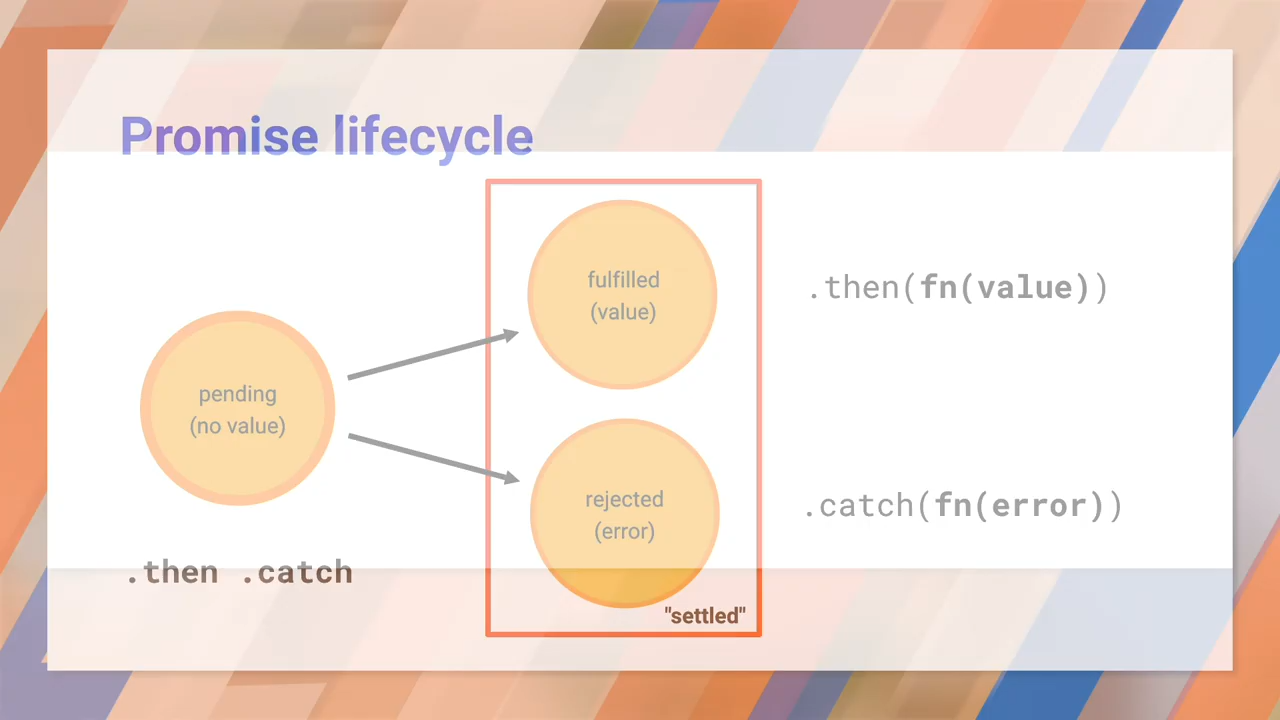 Promise lifecycle
fulfilled
(value)
.then(fn(value))
pending
(no value)
rejected
(error)
.catch(fn(error))
.then .catch
"settled"